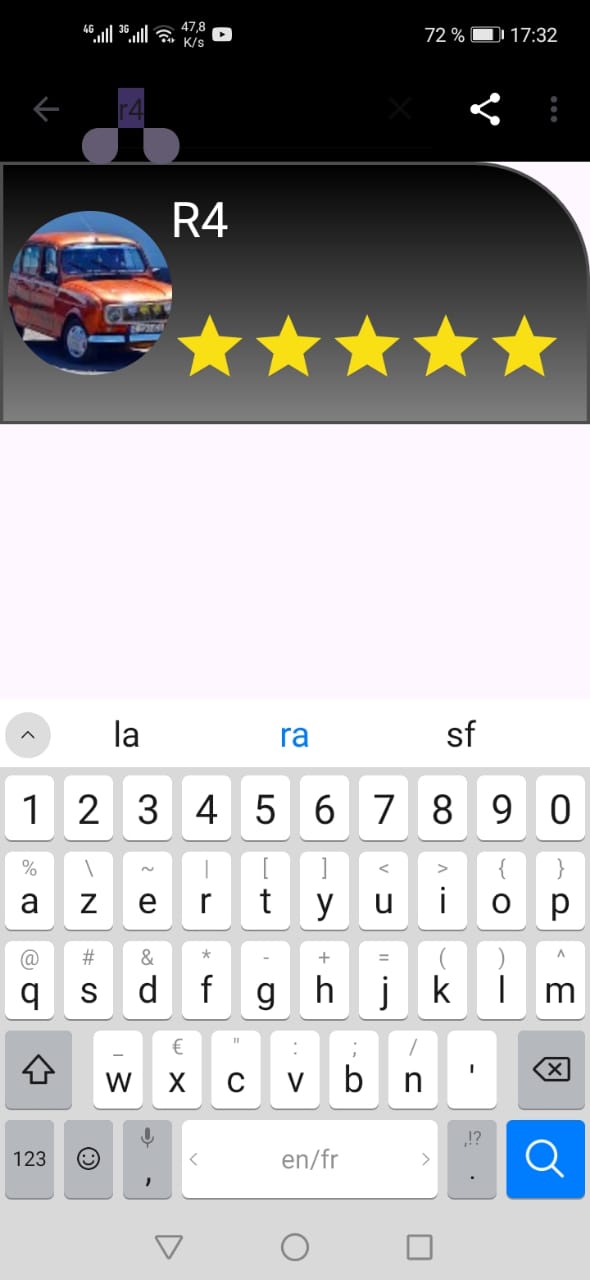 4G 3G 47,8 K/s 72 % 17:32
r4
R4
la ra sf
1 2 3 4 5 6 7 8 9 0
% \ ~ | [ ] < > { }
a z e r t y u i o p
@ # & * - + = ( ) ^
q s d f g h j k l m
_ € " : ; /
w x c v b n '
123 , < en/fr > ,!? .